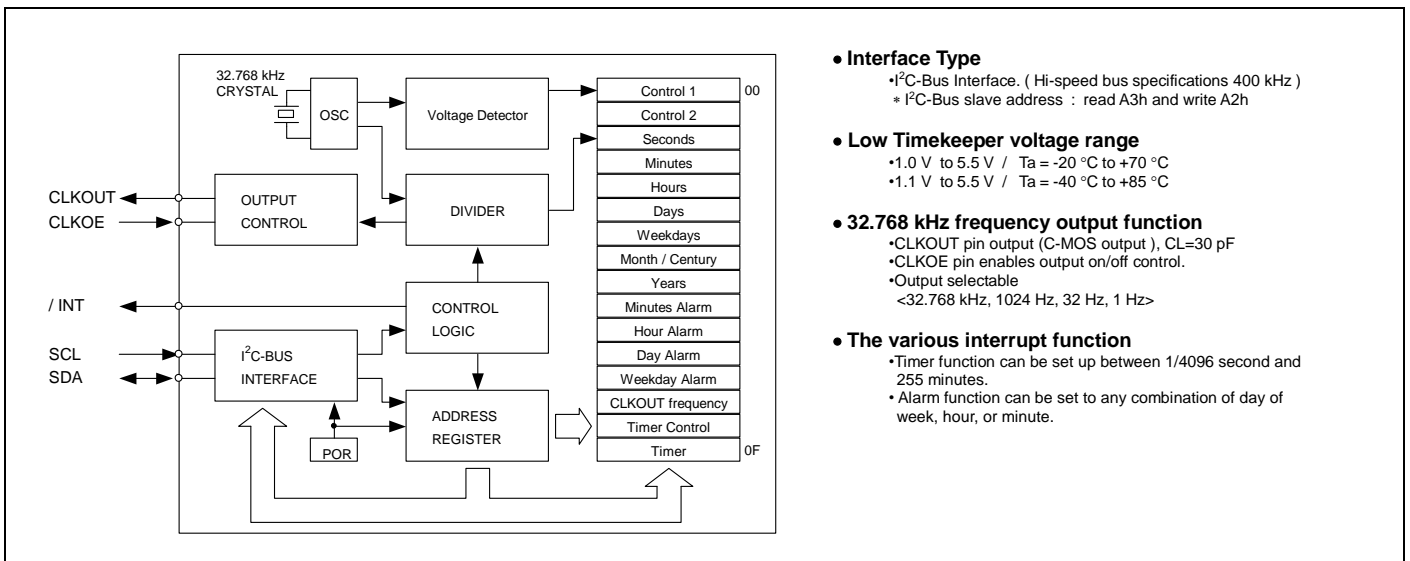 32.768 kHz
CRYSTAL
OSC
Voltage Detector
CLKOUT
CLKOE
OUTPUT
CONTROL
DIVIDER
/ INT
CONTROL
LOGIC
SCL
SDA
I²C-BUS
INTERFACE
ADDRESS
REGISTER
POR
Control 1
00
Control 2
Seconds
Minutes
Hours
Days
Weekdays
Month / Century
Years
Minutes Alarm
Hour Alarm
Day Alarm
Weekday Alarm
CLKOUT frequency
Timer Control
Timer
0F
● Interface Type
•I²C-Bus Interface. ( Hi-speed bus specifications 400 kHz )
∗ I²C-Bus slave address : read A3h and write A2h
● Low Timekeeper voltage range
•1.0 V to 5.5 V / Ta = -20 °C to +70 °C
•1.1 V to 5.5 V / Ta = -40 °C to +85 °C
● 32.768 kHz frequency output function
•CLKOUT pin output (C-MOS output ), CL=30 pF
•CLKOE pin enables output on/off control.
•Output selectable
<32.768 kHz, 1024 Hz, 32 Hz, 1 Hz>
● The various interrupt function
•Timer function can be set up between 1/4096 second and
255 minutes.
• Alarm function can be set to any combination of day of
week, hour, or minute.